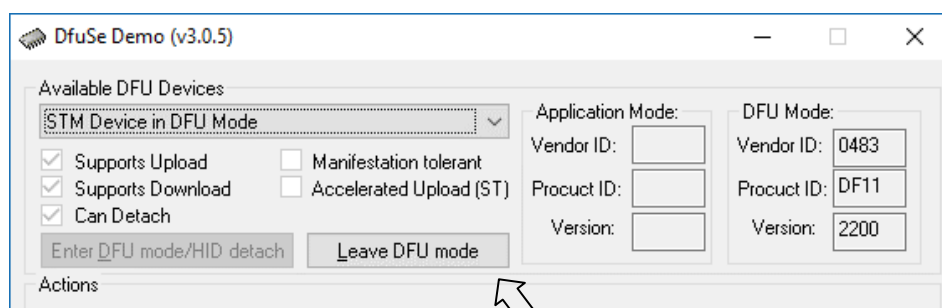 DfuSe Demo (v3.0.5)
Available DFU Devices
STM Device in DFU Mode
Supports Upload
Manifestation tolerant
Supports Download
Accelerated Upload (ST)
Can Detach
Enter DFU mode/HID detach
Leave DFU mode
Application Mode:
Vendor ID:
Procuct ID:
Version:
DFU Mode:
Vendor ID: 0483
Procuct ID: DF11
Version: 2200
Actions